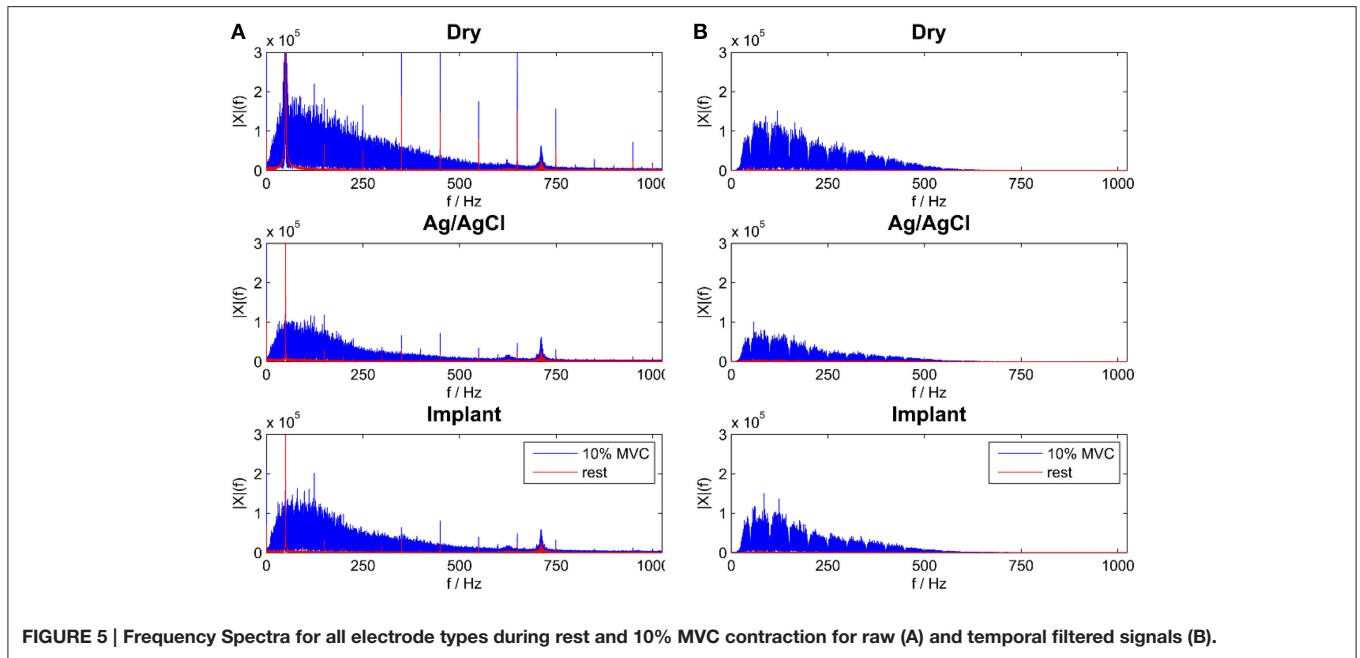 A
Dry
x 10^5
3
2
1
0
|X|(f)
0 250 500 750 1000
f / Hz
Ag/AgCl
x 10^5
3
2
1
0
|X|(f)
0 250 500 750 1000
f / Hz
Implant
x 10^5
3
2
1
0
|X|(f)
10% MVC
rest
0 250 500 750 1000
f / Hz
B
Dry
x 10^5
3
2
1
0
|X|(f)
0 250 500 750 1000
f / Hz
Ag/AgCl
x 10^5
3
2
1
0
|X|(f)
0 250 500 750 1000
f / Hz
Implant
x 10^5
3
2
1
0
|X|(f)
10% MVC
rest
0 250 500 750 1000
f / Hz
FIGURE 5 | Frequency Spectra for all electrode types during rest and 10% MVC contraction for raw (A) and temporal filtered signals (B).